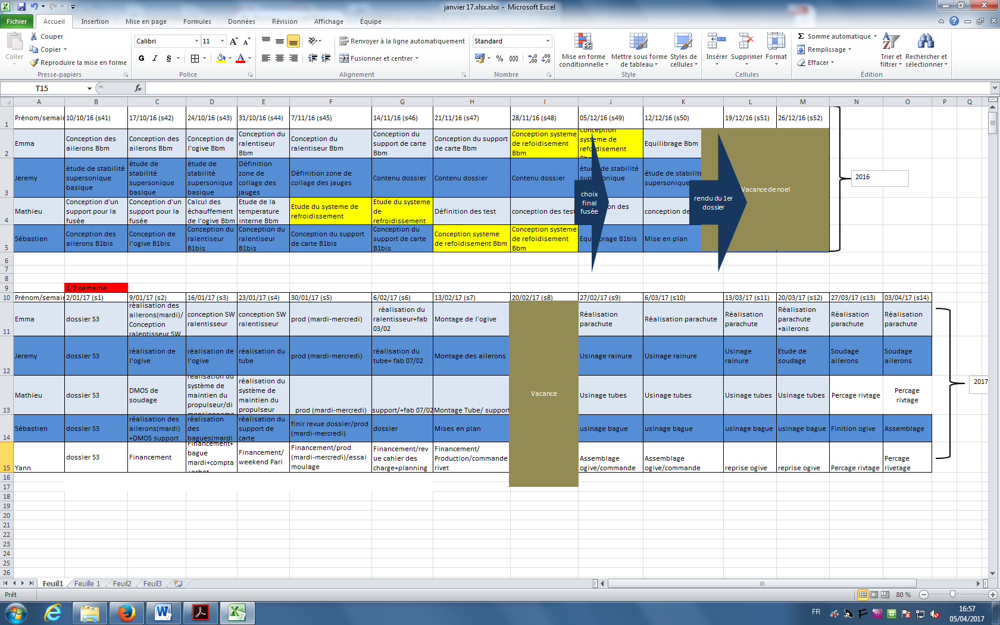 janvier 17.xlsx.xlsx - Microsoft Excel
Fichier Accueil Insertion Mise en page Formules Données Révision Affichage Équipe
Coller
Couper
Copier
Reproduire la mise en forme
Presse-papiers
Calibri 11
G I S
Police
Renvoyer à la ligne automatiquement
Fusionner et centrer
Alignement
Standard
% 000
Nombre
Mise en forme conditionnelle
Mettre sous forme de tableau
Styles de cellules
Style
Insérer Supprimer Format
Cellules
Somme automatique
Remplissage
Effacer
Trier et filtrer
Rechercher et sélectionner
Édition
T15 fx
A B C D E F G H I J K L M N O P Q
1 Prénom/semain 10/10/16 (s41) 17/10/16 (s42) 24/10/16 (s43) 31/10/16 (s44) 7/11/16 (s45) 14/11/16 (s46) 21/11/16 (s47) 28/11/16 (s48) 05/12/16 (s49) 12/12/16 (s50) 19/12/16 (s51) 26/12/16 (s52)
2 Emma Conception des ailerons Bbm Conception des ailerons Bbm Conception de l'ogive Bbm Conception du ralentiseur Bbm Conception du ralentiseur Bbm Conception du support de carte Bbm Conception du support de carte Bbm Conception systeme de refoidisement Bbm Conception systeme de refoidisement Equilibrage Bbm
3 Jeremy étude de stabilité supersonique basique étude de stabilité supersonique basique étude de stabilité supersonique basique Définition zone de collage des jauges Définition zone de collage des jauges Contenu dossier Contenu dossier Contenu dossier étude de stabilité supersonique étude de stabili supersonique
4 Mathieu Conception d'un support pour la fusée Conception d'un support pour la fusée Calcul des échauffement de l'ogive Bbm Etude de la temperature interne Bbm Etude du systeme de refroidissement Etude du systeme de refroidissement Définition des test conception des test on des conception de
5 Sébastien Conception des ailerons B1bis Conception de l'ogive B1bis Conception du ralentiseur B1bis Conception du ralentiseur B1bis Conception du support de carte B1bis Conception du support de carte B1bis Conception systeme de refoidisement Bbm Conception systeme de refoidisement Bbm Equ brage B1bis Mise en plan
choix final fusée
rendu du 1er dossier
Vacance de noel
2016
6
7
8
9 1/2 semaine
10 Prénom/semain 2/01/17 (s1) 9/01/17 (s2) 16/01/17 (s3) 23/01/17 (s4) 30/01/17 (s5) 6/02/17 (s6) 13/02/17 (s7) 20/02/17 (s8) 27/02/17 (s9) 6/03/17 (s10) 13/03/17 (s11) 20/03/17 (s12) 27/03/17 (s13) 03/04/17 (s14)
11 Emma dossier S3 réalisation des ailerons(mardi)/ Conception ralentisseur SW conception SW ralentisseur conception SW ralentisseur prod (mardi-mercredi) réalisation du ralentisseur+fab 03/02 Montage de l'ogive Réalisation parachute Réalisation parachute Réalisation parachute Réalisation parachute +ailerons Réalisation parachute Réalisation parachute
12 Jeremy dossier S3 réalisation de l'ogive réalisation de l'ogive réalisation du tube prod (mardi-mercredi) réalisation du tube+ fab 07/02 Montage des ailerons Usinage rainure Usinage rainure Usinage rainure Etude de soudage Soudage ailerons Soudage ailerons
13 Mathieu dossier S3 DMOS de soudage réalisation du système de maintien du propulseur/di mensionneme réalisation du système de maintien du propulseur prod (mardi-mercredi) support/+fab 07/02 Montage Tube/ support Usinage tubes Usinage tubes Usinage tubes Usinage tubes Percage rivtage Percage rivtage
14 Sébastien dossier S3 réalisation des ailerons(mardi) +DMOS support réalisation des bagues(mardi réalisation du support de carte finir revue dossier/prod (mardi-mercredi) dossier Mises en plan usinage bague usinage bague usinage bague usinage bague Finition ogive Assemblage
15 Yann dossier S3 Financement Financement+ bague mardi+compta +achat Financement/ weekend Pari Financement/prod (mardi-mercredi)/essai moulage Financement/rev ue cahier des charge+planning Financement/ Production/commande rivet Assemblage ogive/commande Assemblage ogive/commande reprise ogive reprise ogive Percage rivtage Percage rivetage
Vacance
2017
16
17
18
19
20
21
22
23
24
25
26
Feuil1 Feuille 1 Feuil2 Feuil3
Prêt 80 %
FR 16:57
05/04/2017